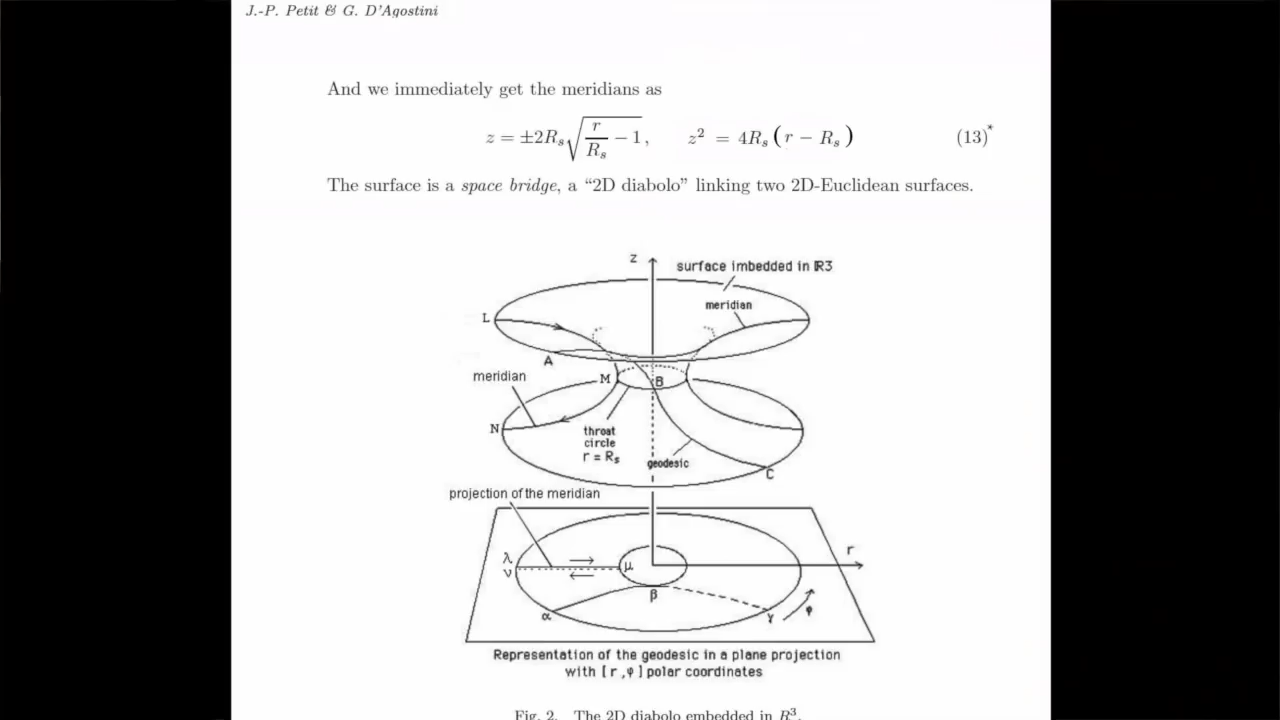 J.-P. Petit & G. D'Agostini
And we immediately get the meridians as
z = ±2R_s √(r/R_s − 1), z² = 4R_s (r − R_s) (13)*
The surface is a space bridge, a “2D diabolo” linking two 2D-Euclidean surfaces.
z
surface imbedded in R3
meridian
L
A
M
B
meridian
N
throat
circle
r = R_s
geodesic
C
projection of the meridian
r
λ
ν
μ
β
α
γ
φ
Representation of the geodesic in a plane projection
with [ r , φ ] polar coordinates
Fig. 2. The 2D diabolo embedded in R³.